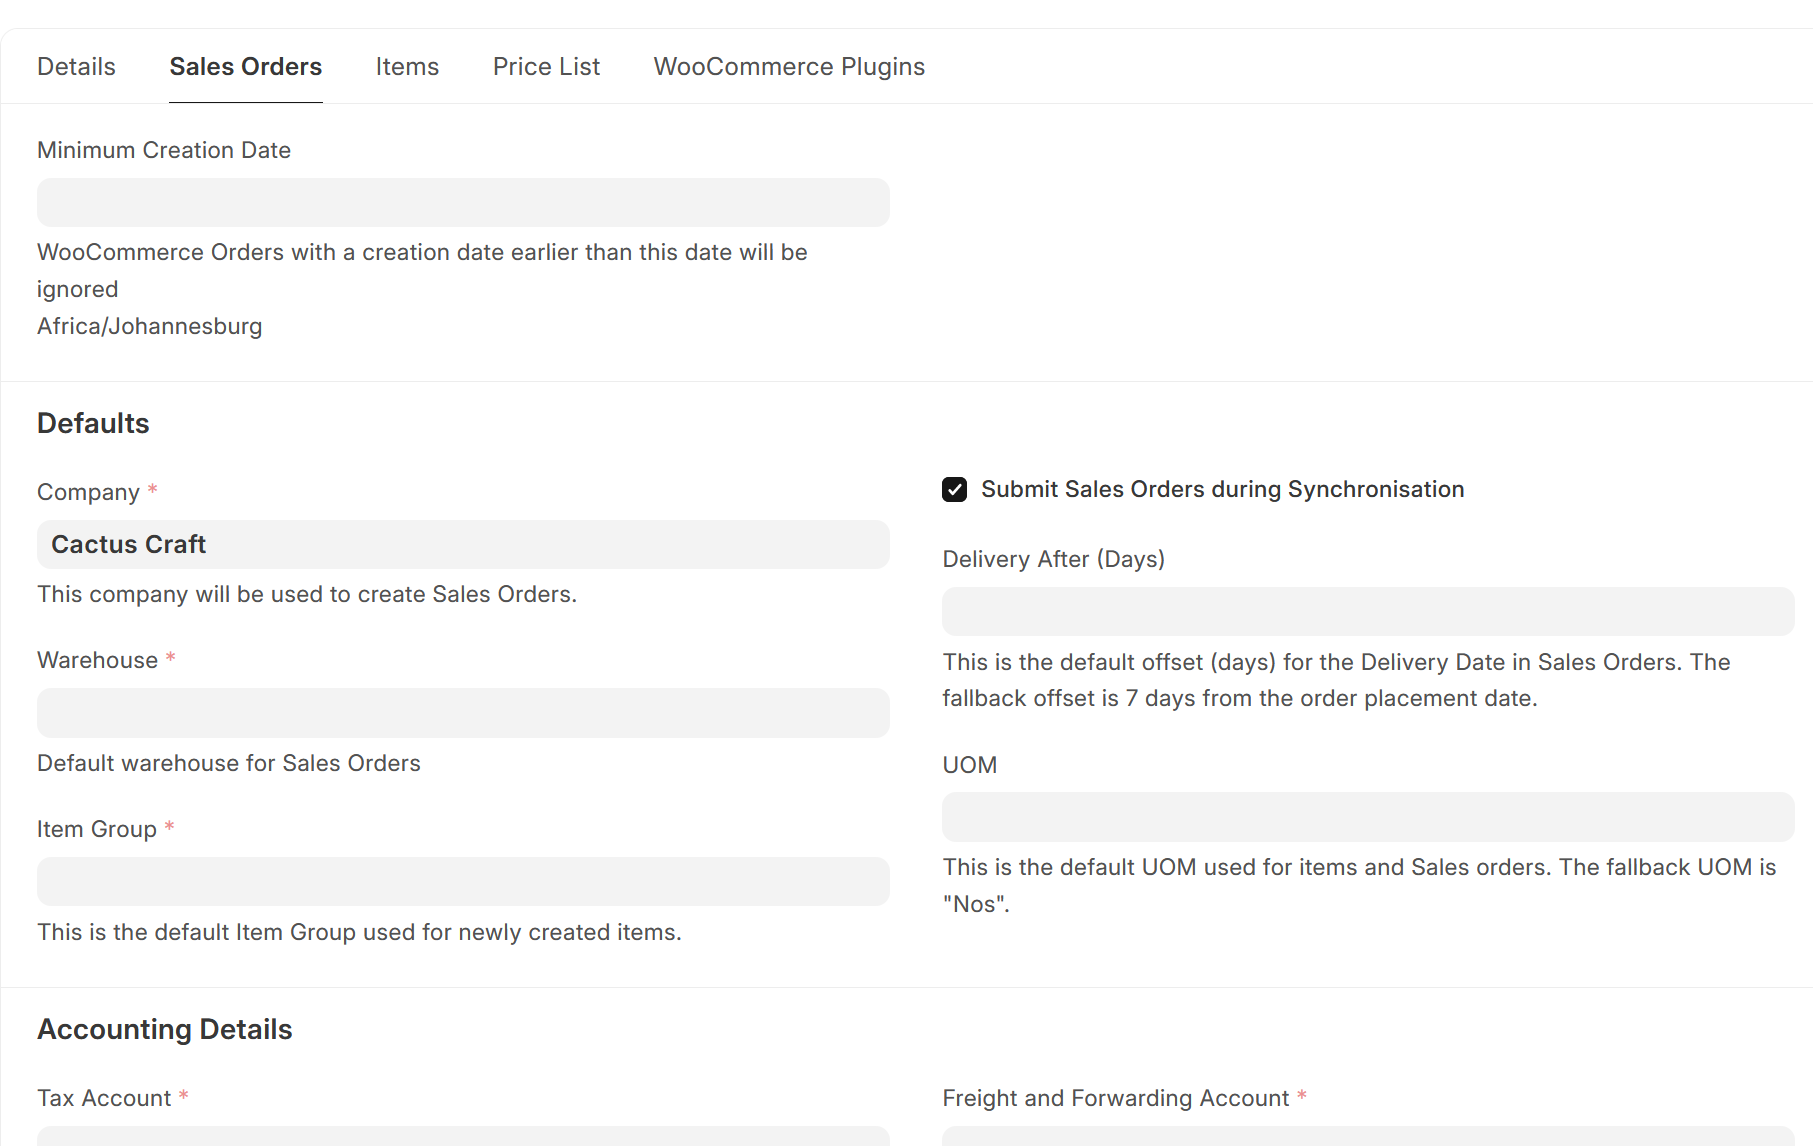 Details
Sales Orders
Items
Price List
WooCommerce Plugins
Minimum Creation Date
WooCommerce Orders with a creation date earlier than this date will be
ignored
Africa/Johannesburg
Defaults
Company *
Cactus Craft
This company will be used to create Sales Orders.
Warehouse *
Default warehouse for Sales Orders
Item Group *
This is the default Item Group used for newly created items.
Submit Sales Orders during Synchronisation
Delivery After (Days)
This is the default offset (days) for the Delivery Date in Sales Orders. The
fallback offset is 7 days from the order placement date.
UOM
This is the default UOM used for items and Sales orders. The fallback UOM is
"Nos".
Accounting Details
Tax Account *
Freight and Forwarding Account *